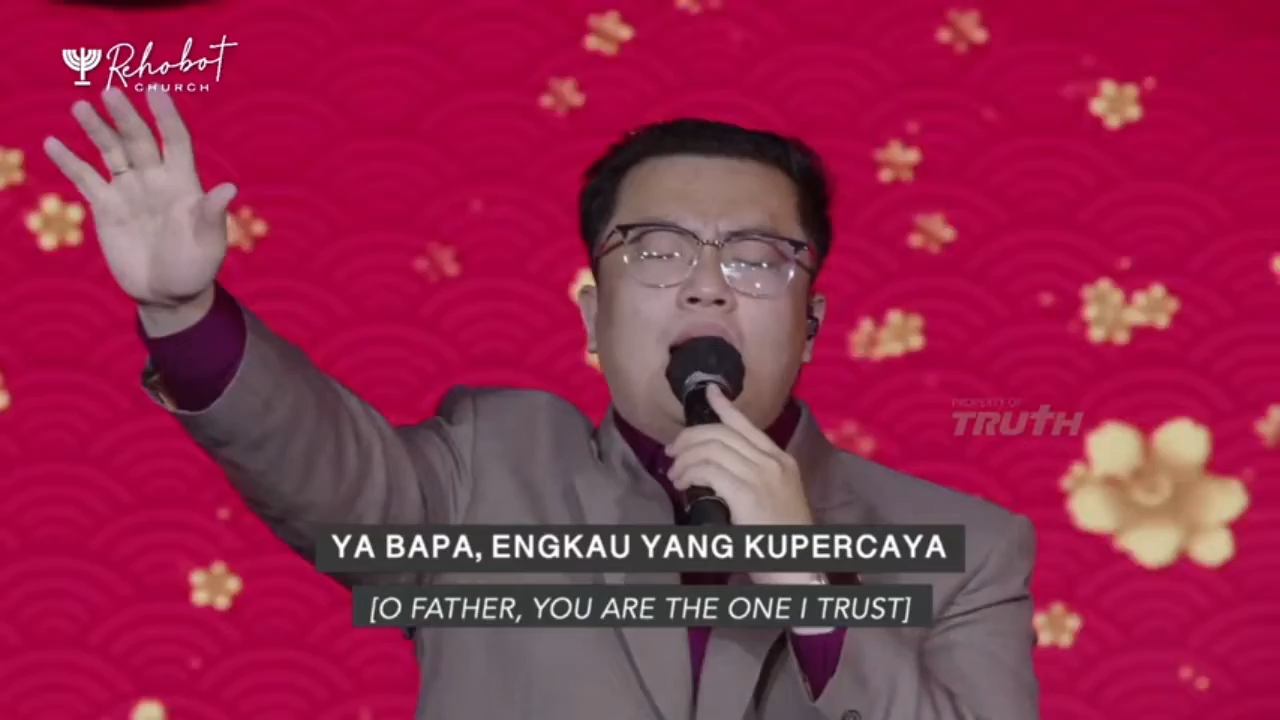 Rehobot
CHURCH
PROPERTY OF
TRUTH
YA BAPA, ENGKAU YANG KUPERCAYA
[O FATHER, YOU ARE THE ONE I TRUST]